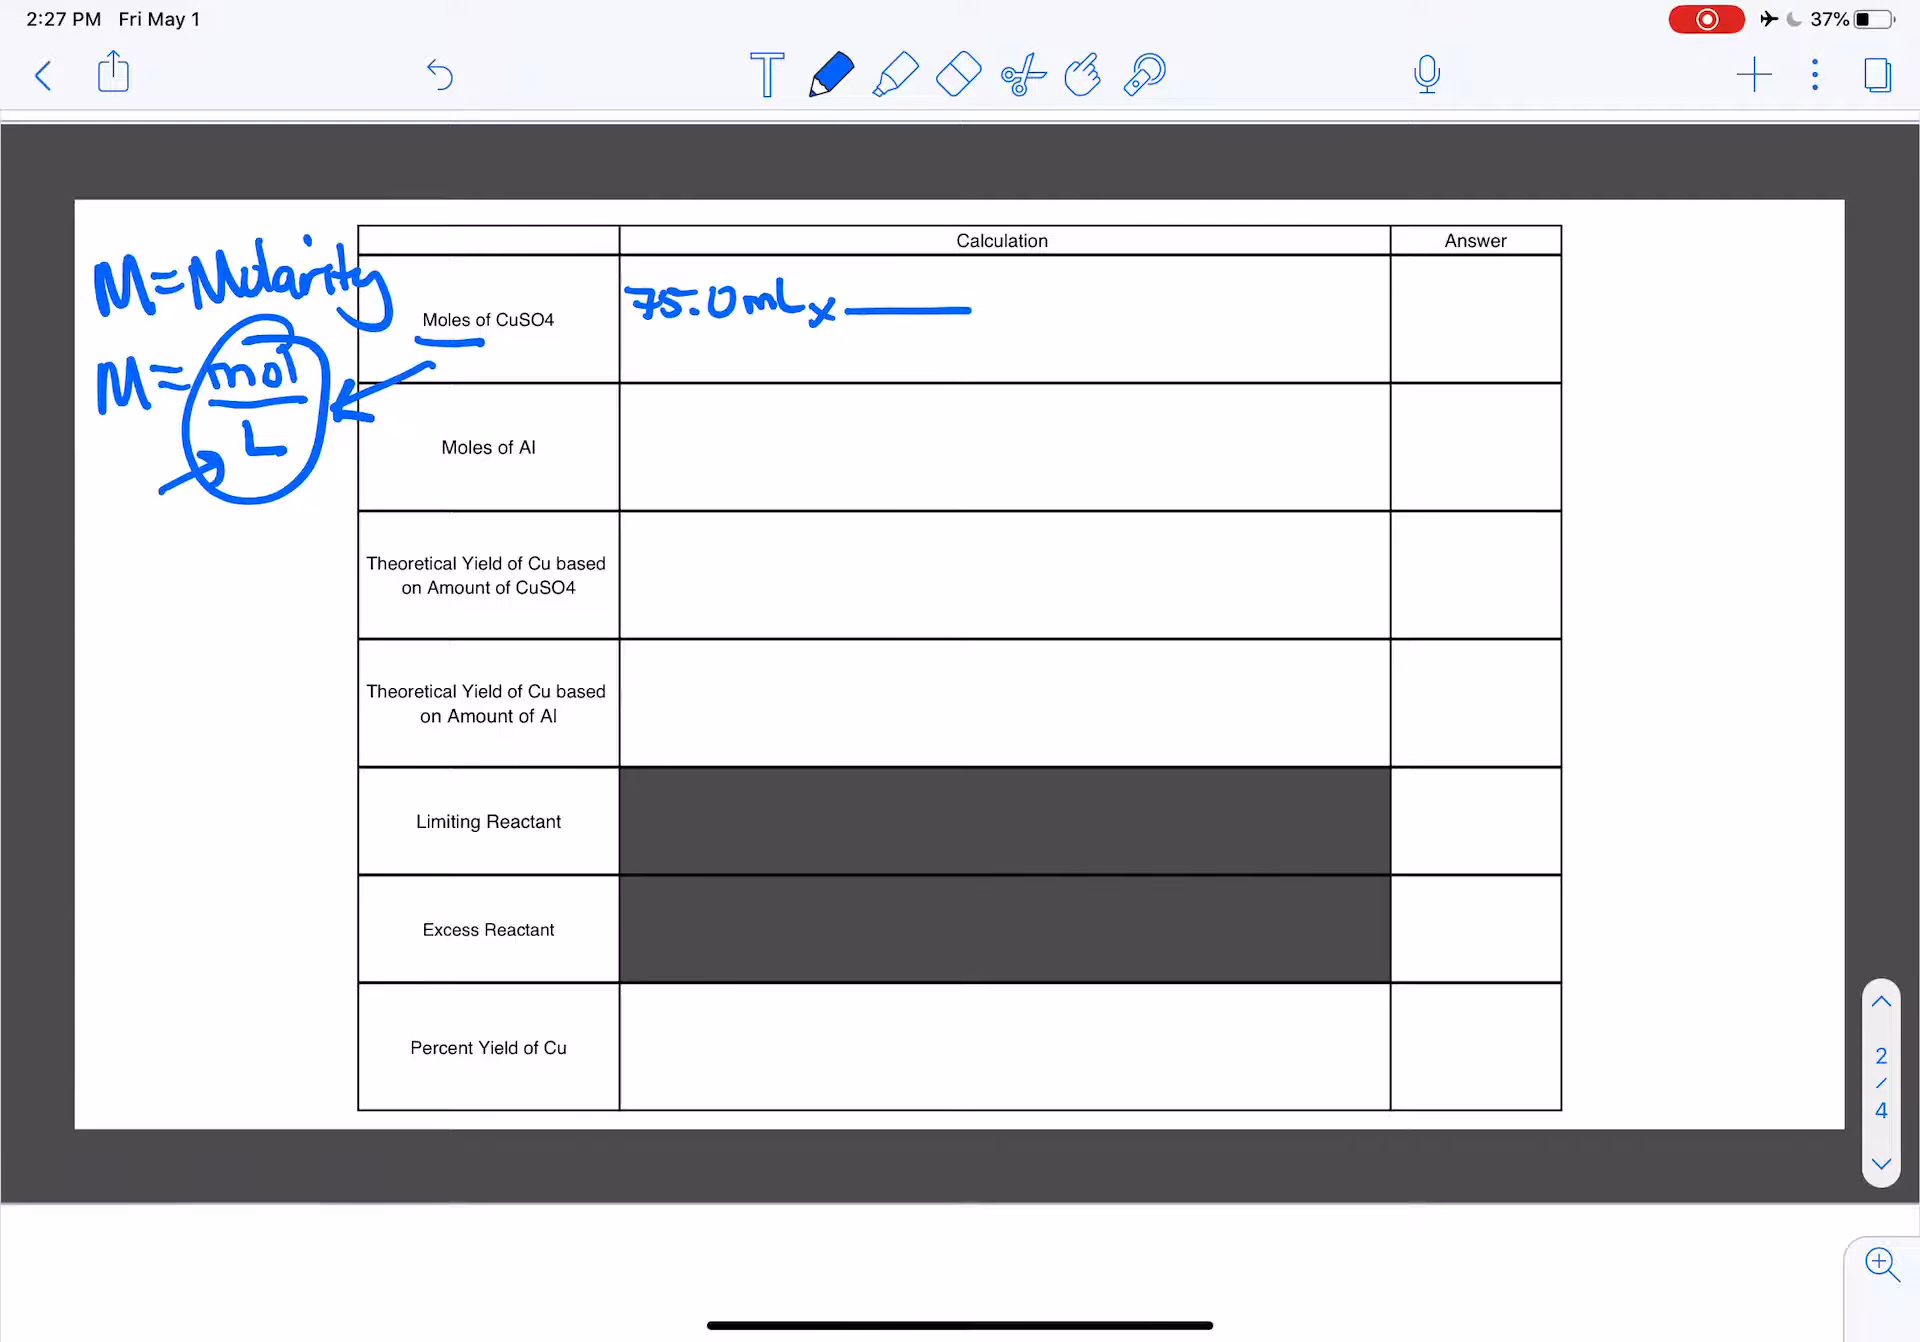 2:27 PM Fri May 1
37%
T
Calculation
Answer
M=Molarity
M=mol
L
Moles of CuSO4
75.0mL x
Moles of Al
Theoretical Yield of Cu based
on Amount of CuSO4
Theoretical Yield of Cu based
on Amount of Al
Limiting Reactant
Excess Reactant
Percent Yield of Cu
2
/
4